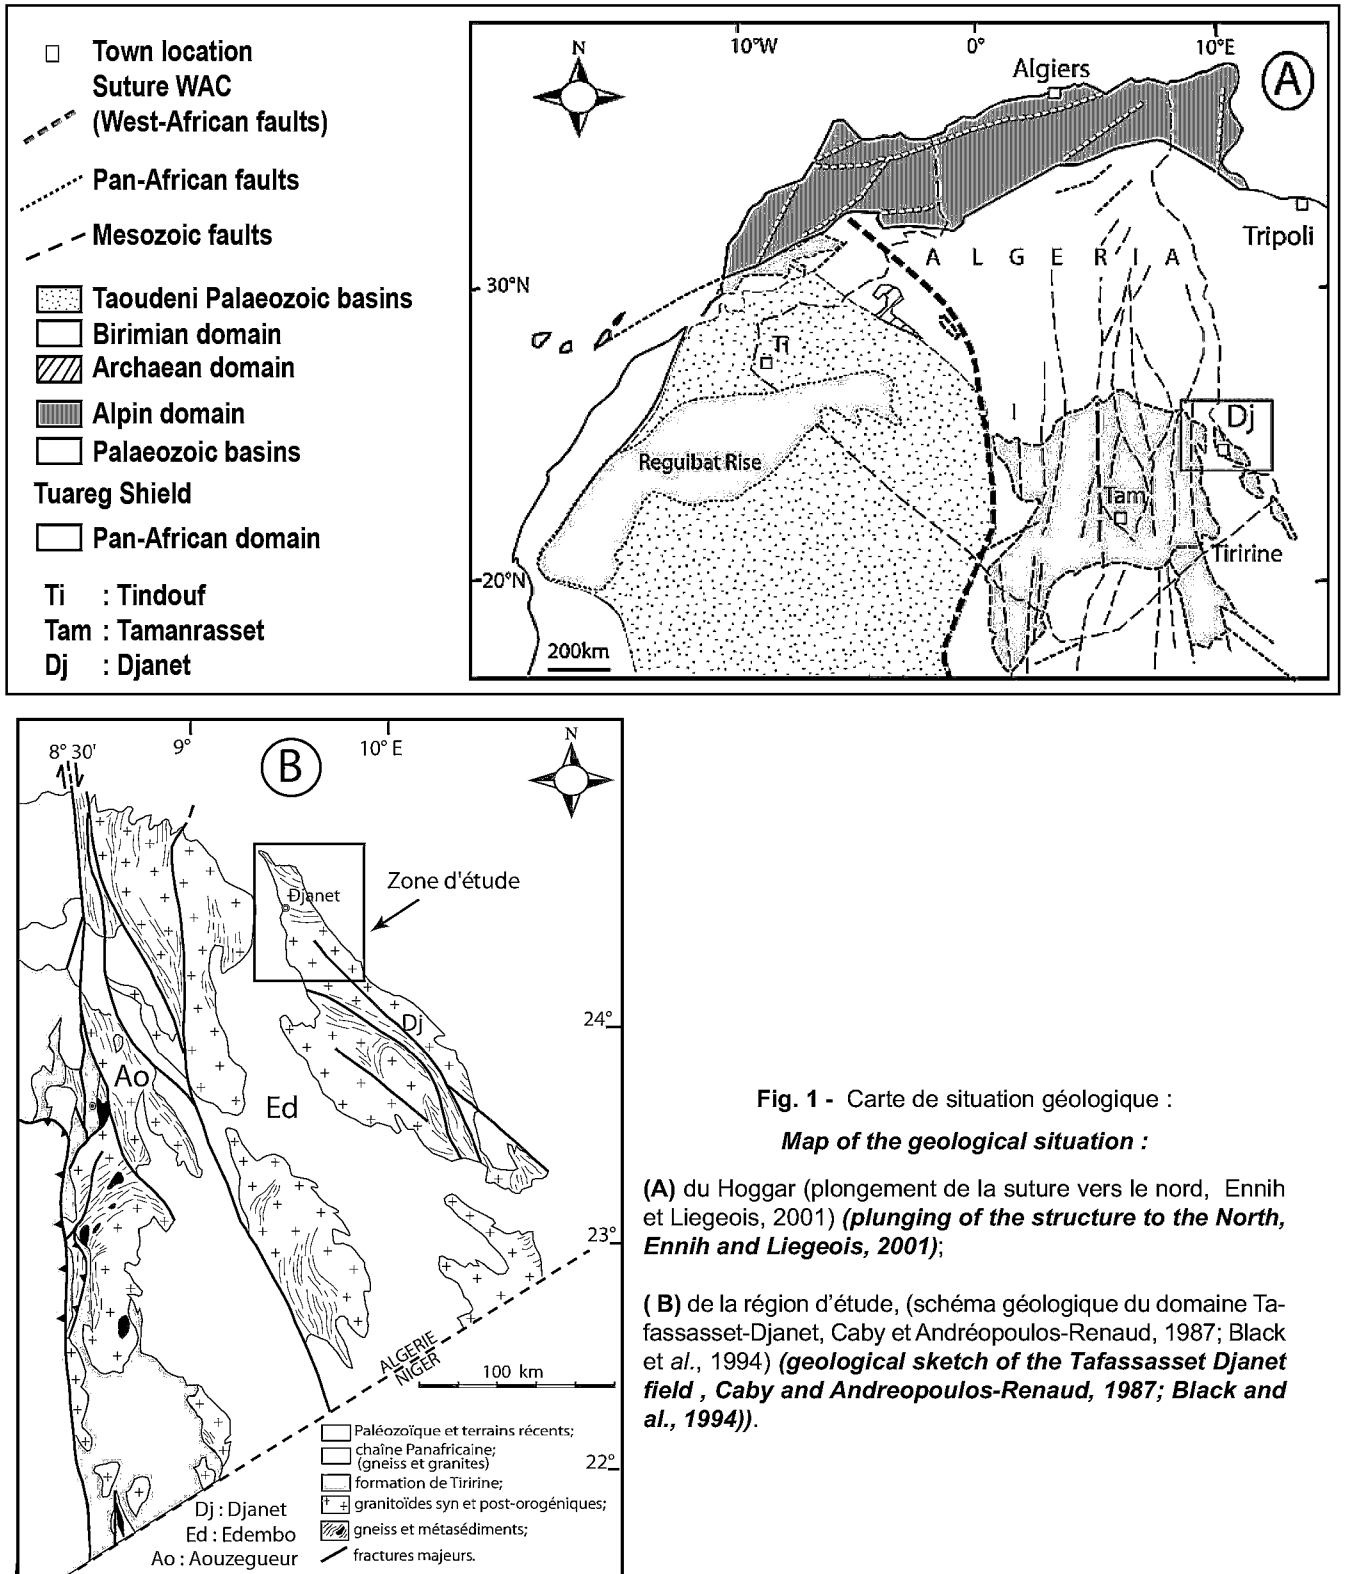 Town location
Suture WAC
(West-African faults)
Pan-African faults
Mesozoic faults
Taoudeni Palaeozoic basins
Birimian domain
Archaean domain
Alpin domain
Palaeozoic basins
Tuareg Shield
Pan-African domain
Ti : Tindouf
Tam : Tamanrasset
Dj : Djanet
10°W
0°
10°E
N
Algiers
A
Tripoli
A L G E R I A
30°N
Ti
I
Dj
Reguibat Rise
Tam
Tiririne
20°N
200km
8° 30'
9°
10° E
B
N
Djanet
Zone d'étude
24°
Dj
Ao
Ed
23°
ALGERIE
NIGER
100 km
22°
Paléozoïque et terrains récents;
chaîne Panafricaine;
(gneiss et granites)
formation de Tiririne;
granitoïdes syn et post-orogéniques;
gneiss et métasédiments;
fractures majeurs.
Dj : Djanet
Ed : Edembo
Ao : Aouzegueur
Fig. 1 - Carte de situation géologique :
Map of the geological situation :
(A) du Hoggar (plongement de la suture vers le nord, Ennih
et Liegeois, 2001) (plunging of the structure to the North,
Ennih and Liegeois, 2001);
( B) de la région d'étude, (schéma géologique du domaine Ta-
fassasset-Djanet, Caby et Andréopoulos-Renaud, 1987; Black
et al., 1994) (geological sketch of the Tafassasset Djanet
field , Caby and Andreopoulos-Renaud, 1987; Black and
al., 1994)).